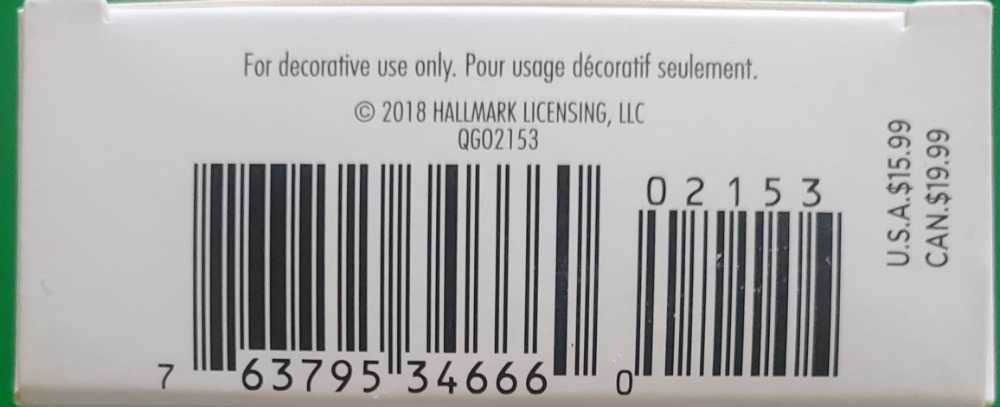 For decorative use only. Pour usage décoratif seulement.
© 2018 HALLMARK LICENSING, LLC
QGO2153
02153
7 63795 34666 0
U.S.A.$15.99
CAN.$19.99